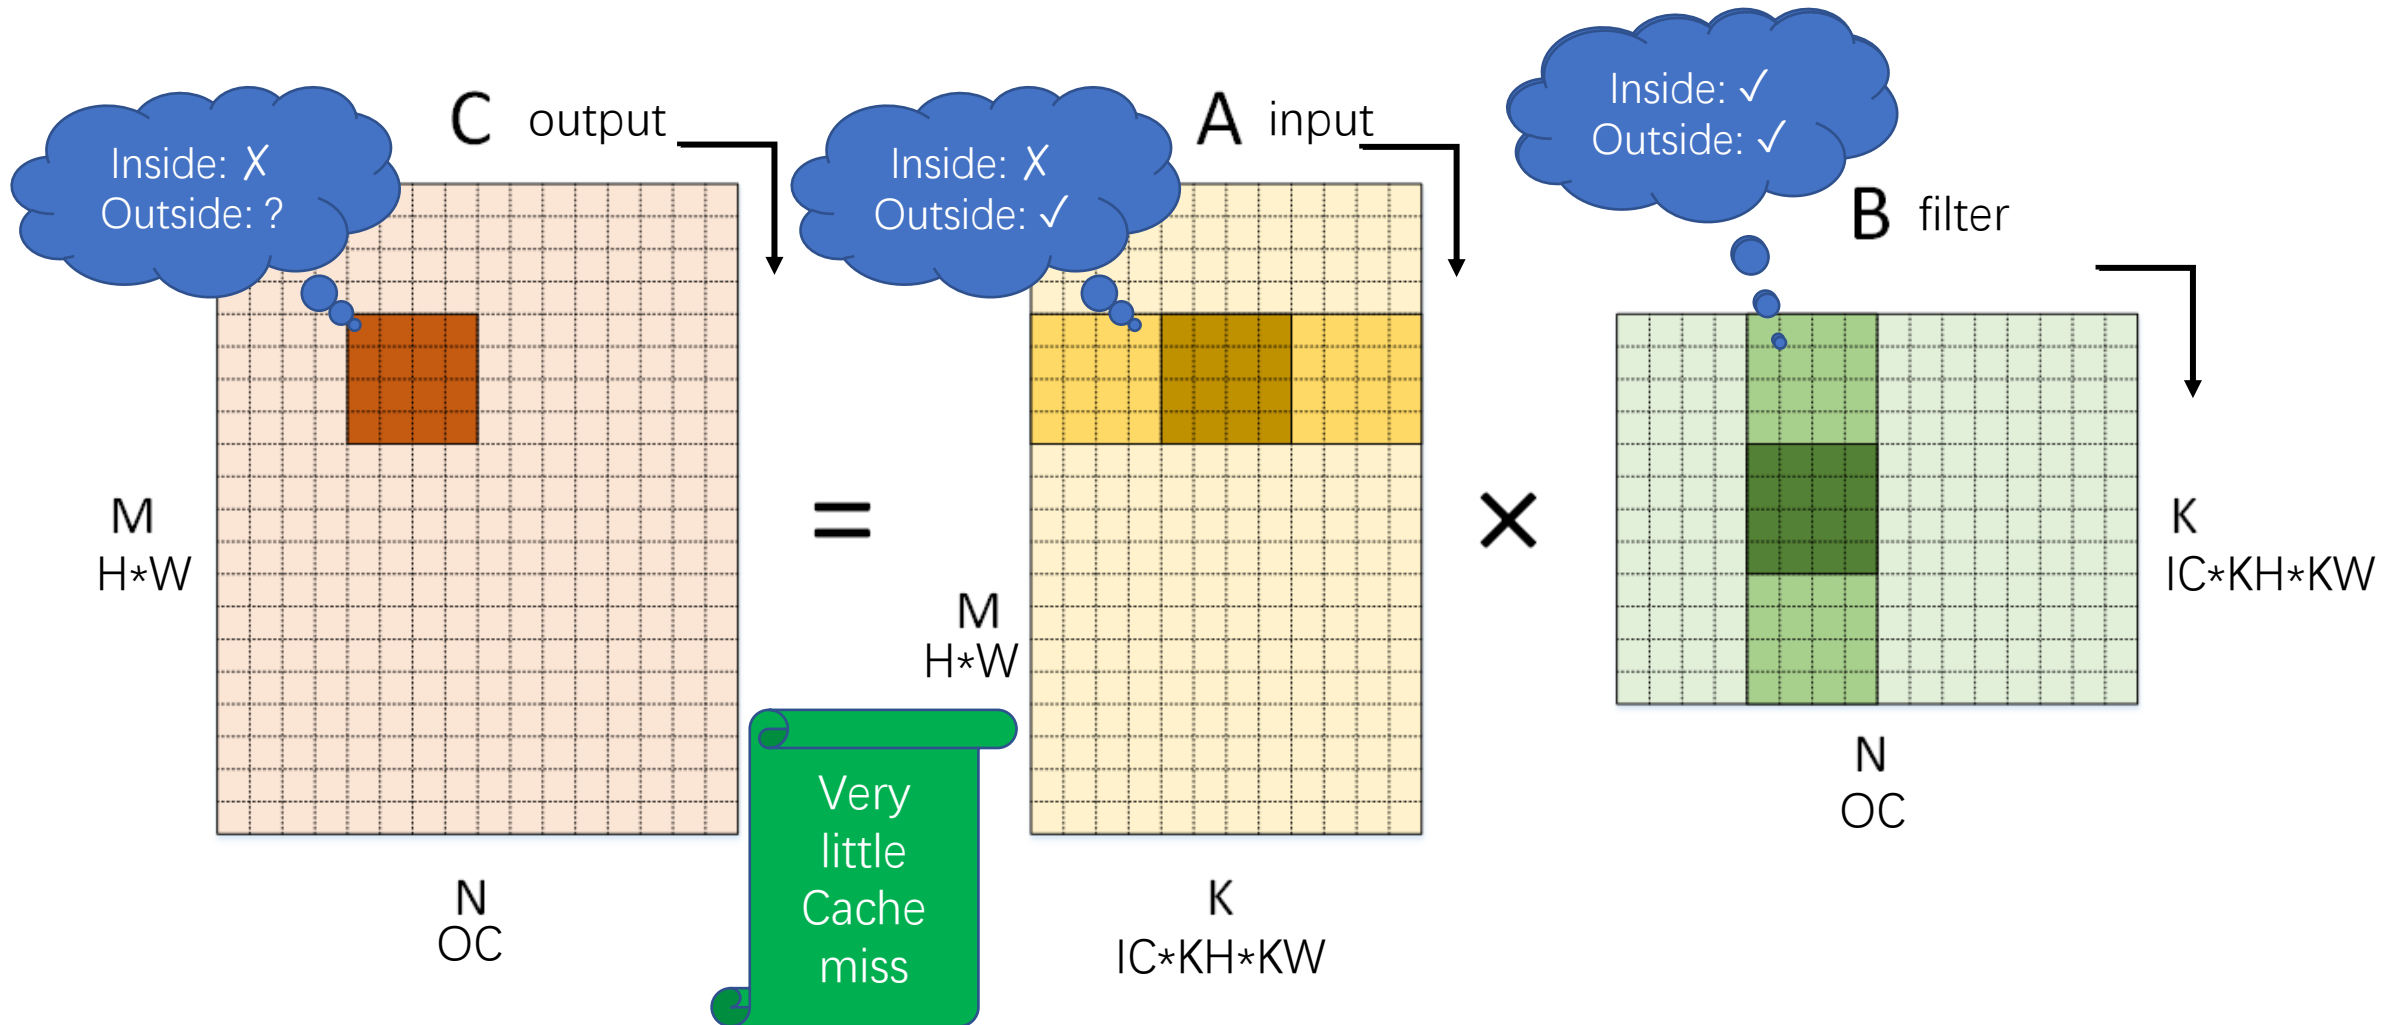 Inside: ✗
Outside: ?
C output
Inside: ✗
Outside: ✓
A input
Inside: ✓
Outside: ✓
B filter
M
H*W
=
M
H*W
×
K
IC*KH*KW
N
OC
Very
little
Cache
miss
K
IC*KH*KW
N
OC